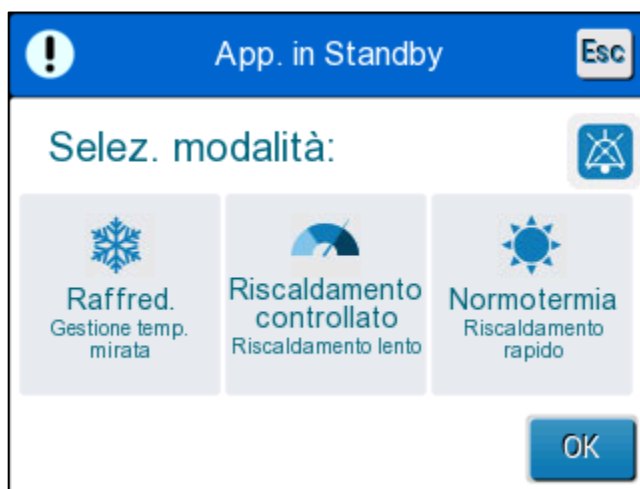 App. in Standby
Esc
Selez. modalità:
Raffred.
Gestione temp.
mirata
Riscaldamento
controllato
Riscaldamento lento
Normotermia
Riscaldamento
rapido
OK